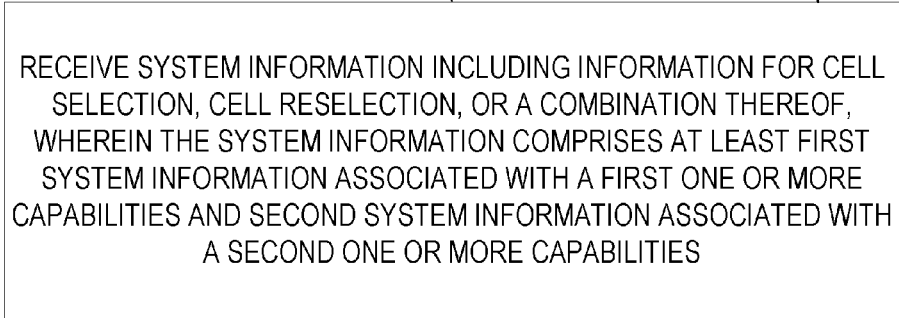 RECEIVE SYSTEM INFORMATION INCLUDING INFORMATION FOR CELL
SELECTION, CELL RESELECTION, OR A COMBINATION THEREOF,
WHEREIN THE SYSTEM INFORMATION COMPRISES AT LEAST FIRST
SYSTEM INFORMATION ASSOCIATED WITH A FIRST ONE OR MORE
CAPABILITIES AND SECOND SYSTEM INFORMATION ASSOCIATED WITH
A SECOND ONE OR MORE CAPABILITIES